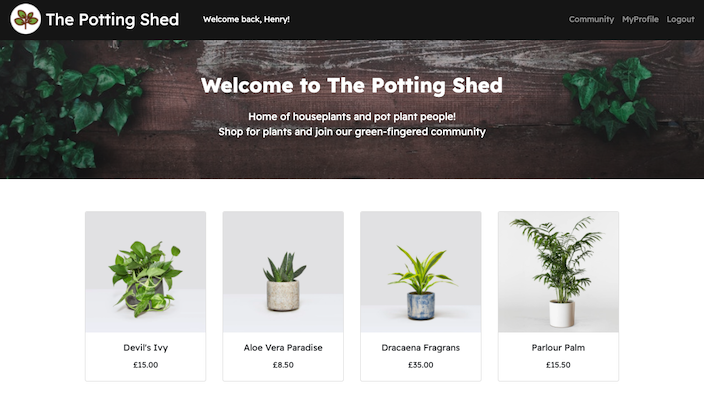 The Potting Shed
Welcome back, Henry!
Community
MyProfile
Logout
Welcome to The Potting Shed
Home of houseplants and pot plant people!
Shop for plants and join our green-fingered community
Devil's Ivy
£15.00
Aloe Vera Paradise
£8.50
Dracaena Fragrans
£35.00
Parlour Palm
£15.50